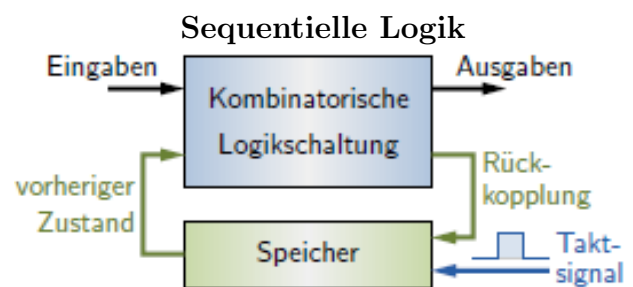 Sequentielle Logik
Eingaben
Ausgaben
Kombinatorische
Logikschaltung
vorheriger
Zustand
Rück-
kopplung
Speicher
Takt-
signal